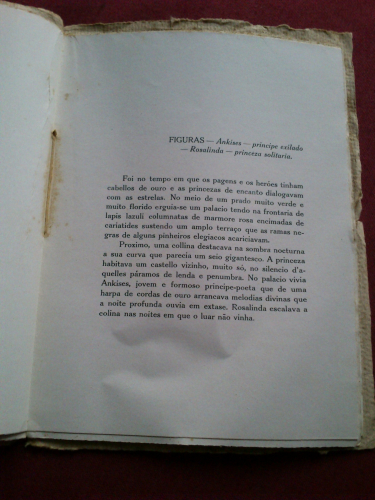 FIGURAS — Ankises — principe exilado
— Rosalinda — princeza solitaria.
Foi no tempo em que os pagens e os herões tinham
cabellos de ouro e as princezas de encanto dialogavam
com as estrelas. No meio de um prado muito verde e
muito florido erguia-se um palacio tendo na frontaria de
lapis lazuli columnatas de marmore rosa encimadas de
cariatides sustendo um amplo terraço que as ramas ne-
gras de alguns pinheiros elegiacos acariciavam.
Proximo, uma collina destacava na sombra nocturna
a sua curva que parecia um seio gigantesco. A princeza
habitava um castello vizinho, muito só, no silencio d'a-
quelles páramos de lenda e penumbra. No palacio vivia
Ankises, jovem e formoso principe-poeta que de uma
harpa de cordas de ouro arrancava melodias divinas que
a noite profunda ouvia em extase. Rosalinda escalava a
colina nas noites em que o luar não vinha.